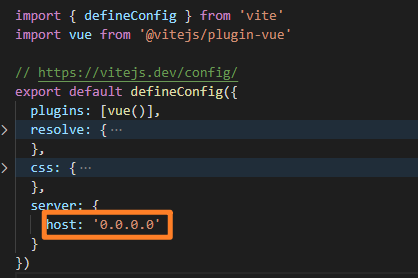 import { defineConfig } from 'vite'
import vue from '@vitejs/plugin-vue'
// https://vitejs.dev/config/
export default defineConfig({
plugins: [vue()],
resolve: {⋯
},
css: {⋯
},
server: {
host: '0.0.0.0'
}
})